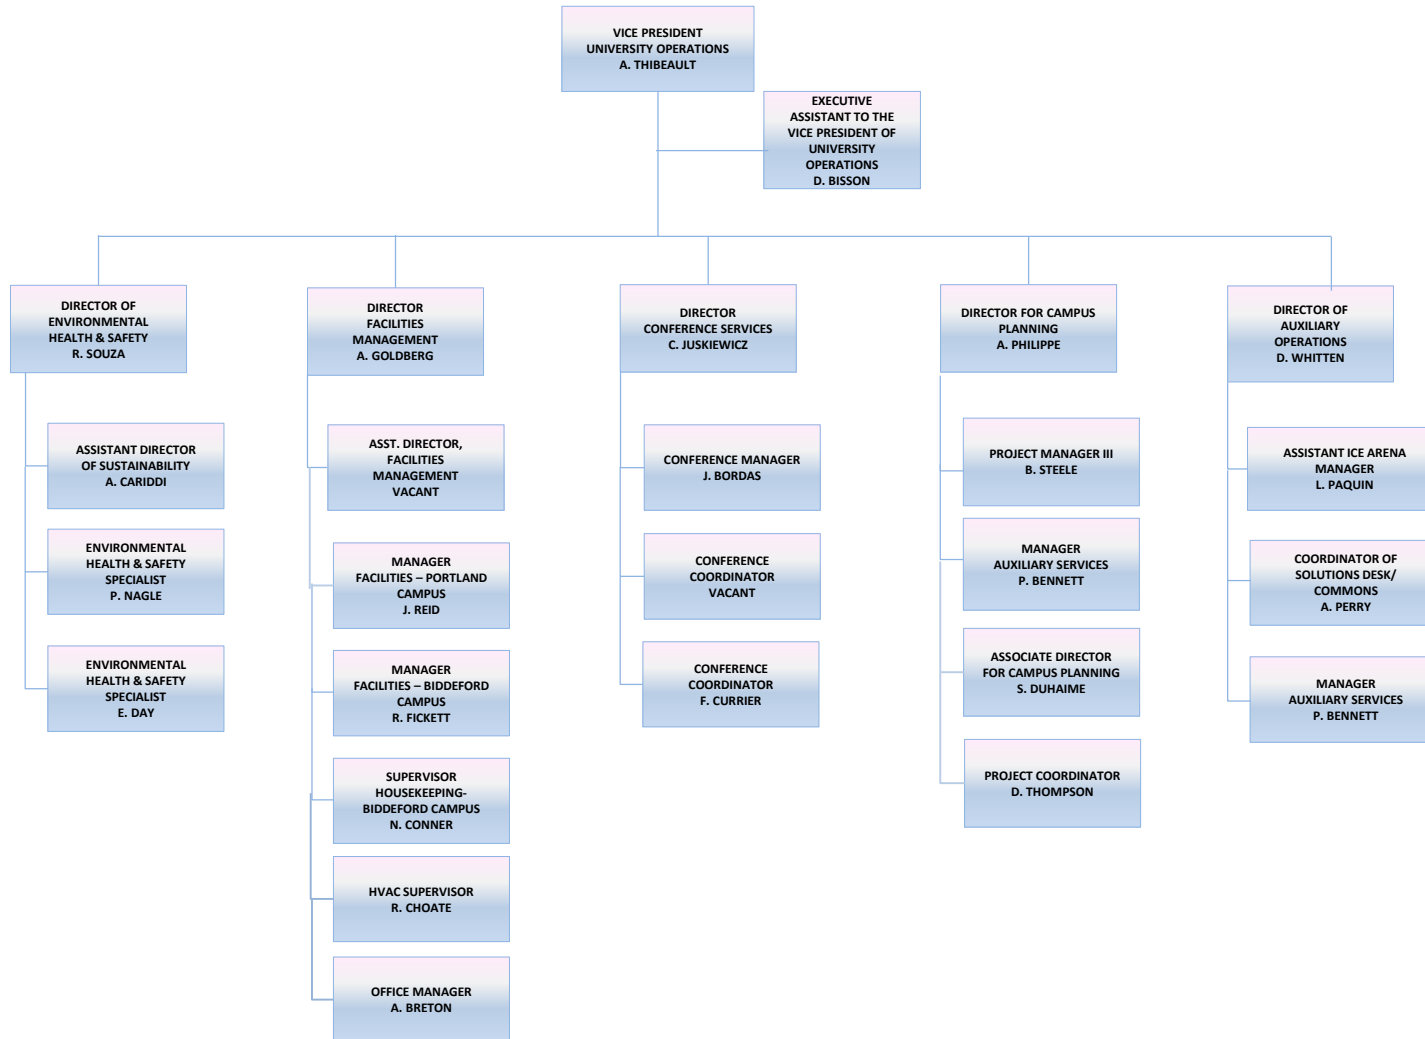 VICE PRESIDENT
UNIVERSITY OPERATIONS
A. THIBEAULT
EXECUTIVE
ASSISTANT TO THE
VICE PRESIDENT OF
UNIVERSITY
OPERATIONS
D. BISSON
DIRECTOR OF
ENVIRONMENTAL
HEALTH & SAFETY
R. SOUZA
DIRECTOR
FACILITIES
MANAGEMENT
A. GOLDBERG
DIRECTOR
CONFERENCE SERVICES
C. JUSKIEWICZ
DIRECTOR FOR CAMPUS
PLANNING
A. PHILIPPE
DIRECTOR OF
AUXILIARY
OPERATIONS
D. WHITTEN
ASSISTANT DIRECTOR
OF SUSTAINABILITY
A. CARIDDI
ENVIRONMENTAL
HEALTH & SAFETY
SPECIALIST
P. NAGLE
ENVIRONMENTAL
HEALTH & SAFETY
SPECIALIST
E. DAY
ASST. DIRECTOR,
FACILITIES
MANAGEMENT
VACANT
MANAGER
FACILITIES – PORTLAND
CAMPUS
J. REID
MANAGER
FACILITIES – BIDDEFORD
CAMPUS
R. FICKETT
SUPERVISOR
HOUSEKEEPING-
BIDDEFORD CAMPUS
N. CONNER
HVAC SUPERVISOR
R. CHOATE
OFFICE MANAGER
A. BRETON
CONFERENCE MANAGER
J. BORDAS
CONFERENCE
COORDINATOR
VACANT
CONFERENCE
COORDINATOR
F. CURRIER
PROJECT MANAGER III
B. STEELE
MANAGER
AUXILIARY SERVICES
P. BENNETT
ASSOCIATE DIRECTOR
FOR CAMPUS PLANNING
S. DUHAIME
PROJECT COORDINATOR
D. THOMPSON
ASSISTANT ICE ARENA
MANAGER
L. PAQUIN
COORDINATOR OF
SOLUTIONS DESK/
COMMONS
A. PERRY
MANAGER
AUXILIARY SERVICES
P. BENNETT